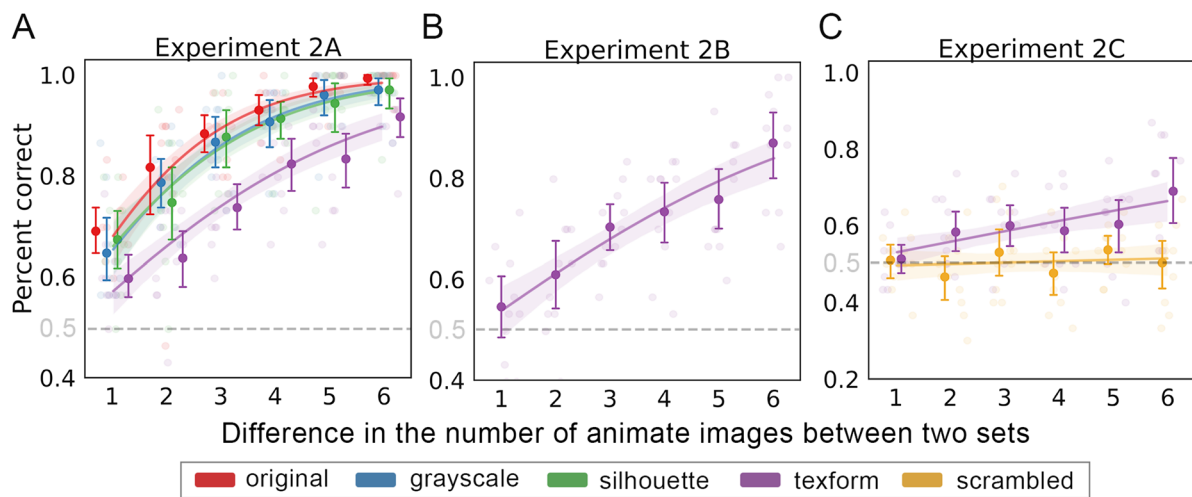 A
B
C
Experiment 2A
Experiment 2B
Experiment 2C
Percent correct
1.0
0.8
0.6
0.5
0.4
1 2 3 4 5 6
1.0
0.8
0.6
0.5
0.4
1 2 3 4 5 6
1.0
0.8
0.6
0.5
0.4
0.2
1 2 3 4 5 6
Difference in the number of animate images between two sets
original grayscale silhouette texform scrambled